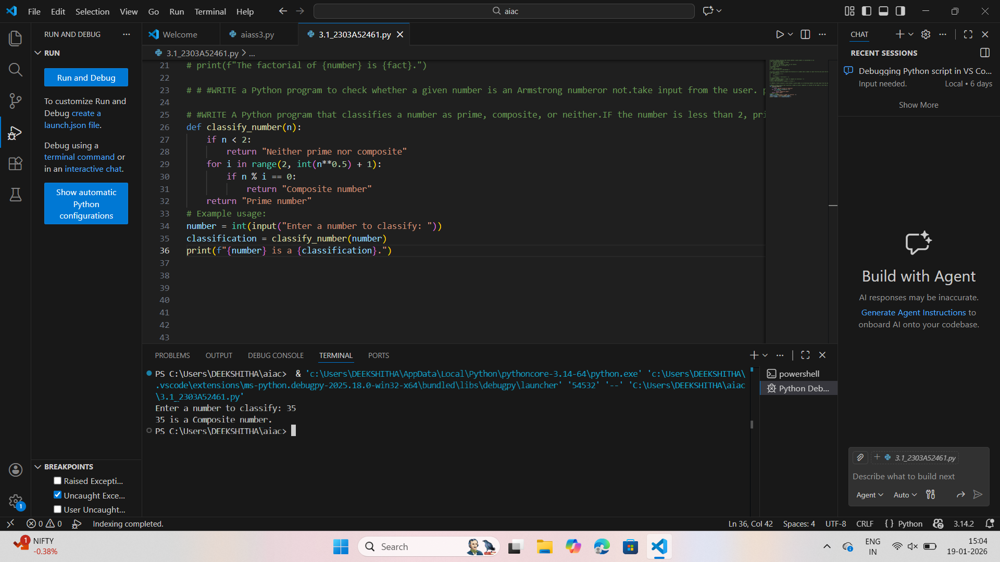 File Edit Selection View Go Run Terminal Help
aiac
RUN AND DEBUG
RUN
Run and Debug
To customize Run and
Debug create a
launch.json file.
Debug using a
terminal command or
in an interactive chat.
Show automatic
Python
configurations
BREAKPOINTS
Raised Excepti...
Uncaught Exce...
User Uncaught...
Welcome aiass3.py 3.1_2303A52461.py
3.1_2303A52461.py > ...
21 # print(f"The factorial of {number} is {fact}.")
22
23 # # #WRITE a Python program to check whether a given number is an Armstrong numberor not.take input from the user. p
24
25 # #WRITE A Python program that classifies a number as prime, composite, or neither.IF the number is less than 2, pri
26 def classify_number(n):
27     if n < 2:
28         return "Neither prime nor composite"
29     for i in range(2, int(n**0.5) + 1):
30         if n % i == 0:
31             return "Composite number"
32     return "Prime number"
33 # Example usage:
34 number = int(input("Enter a number to classify: "))
35 classification = classify_number(number)
36 print(f"{number} is a {classification}.")
37
38
39
40
41
42
43
PROBLEMS OUTPUT DEBUG CONSOLE TERMINAL PORTS
PS C:\Users\DEEKSHITHA\aiac>  & 'c:\Users\DEEKSHITHA\AppData\Local\Python\pythoncore-3.14-64\python.exe' 'c:\Users\DEEKSHITHA\
.vscode\extensions\ms-python.debugpy-2025.18.0-win32-x64\bundled\libs\debugpy\launcher' '54532' '--' 'C:\Users\DEEKSHITHA\aiac
\3.1_2303A52461.py'
Enter a number to classify: 35
35 is a Composite number.
PS C:\Users\DEEKSHITHA\aiac>
powershell
Python Deb...
CHAT
RECENT SESSIONS
Debugging Python script in VS Co...
Input needed. Local • 6 days
Show More
Build with Agent
AI responses may be inaccurate.
Generate Agent Instructions to
onboard AI onto your codebase.
3.1_2303A52461.py
Describe what to build next
Agent Auto
1
0 0 Indexing completed.
Ln 36, Col 42 Spaces: 4 UTF-8 CRLF { } Python 3.14.2
1
NIFTY
-0.38%
Search
ENG
IN
15:04
19-01-2026